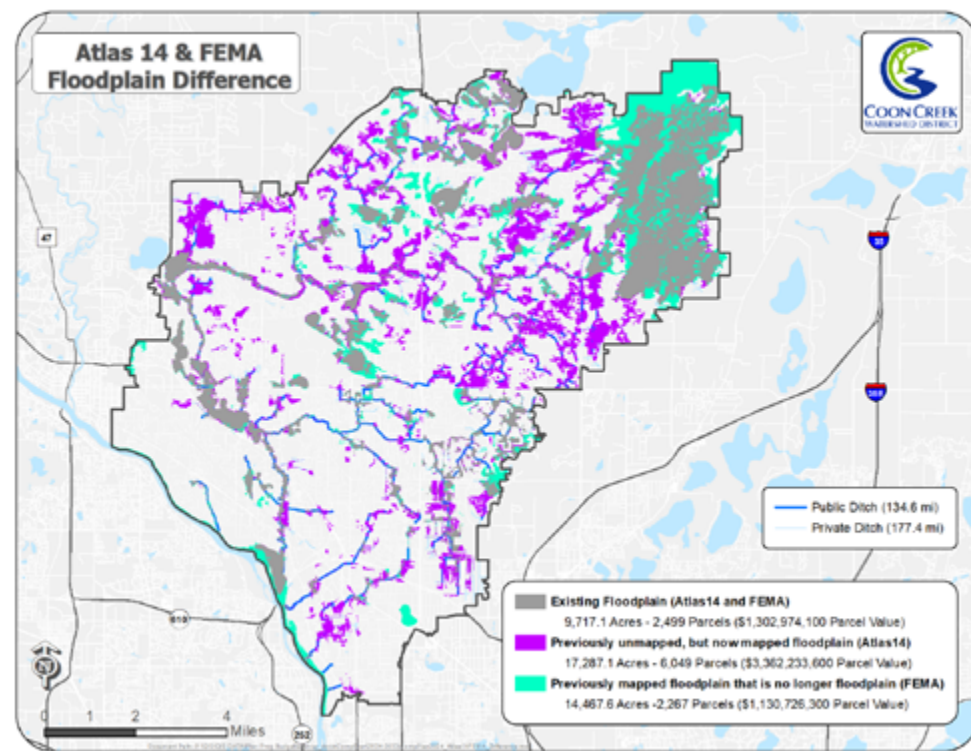 Atlas 14 & FEMA
Floodplain Difference
COON CREEK
WATERSHED DISTRICT
47
35
610
252
Public Ditch (134.6 mi)
Private Ditch (177.4 mi)
Existing Floodplain (Atlas14 and FEMA)
9,717.1 Acres - 2,499 Parcels ($1,302,974,100 Parcel Value)
Previously unmapped, but now mapped floodplain (Atlas14)
17,287.1 Acres - 6,049 Parcels ($3,362,233,600 Parcel Value)
Previously mapped floodplain that is no longer floodplain (FEMA)
14,467.6 Acres -2,267 Parcels ($1,130,726,300 Parcel Value)
0 1 2 4
Miles